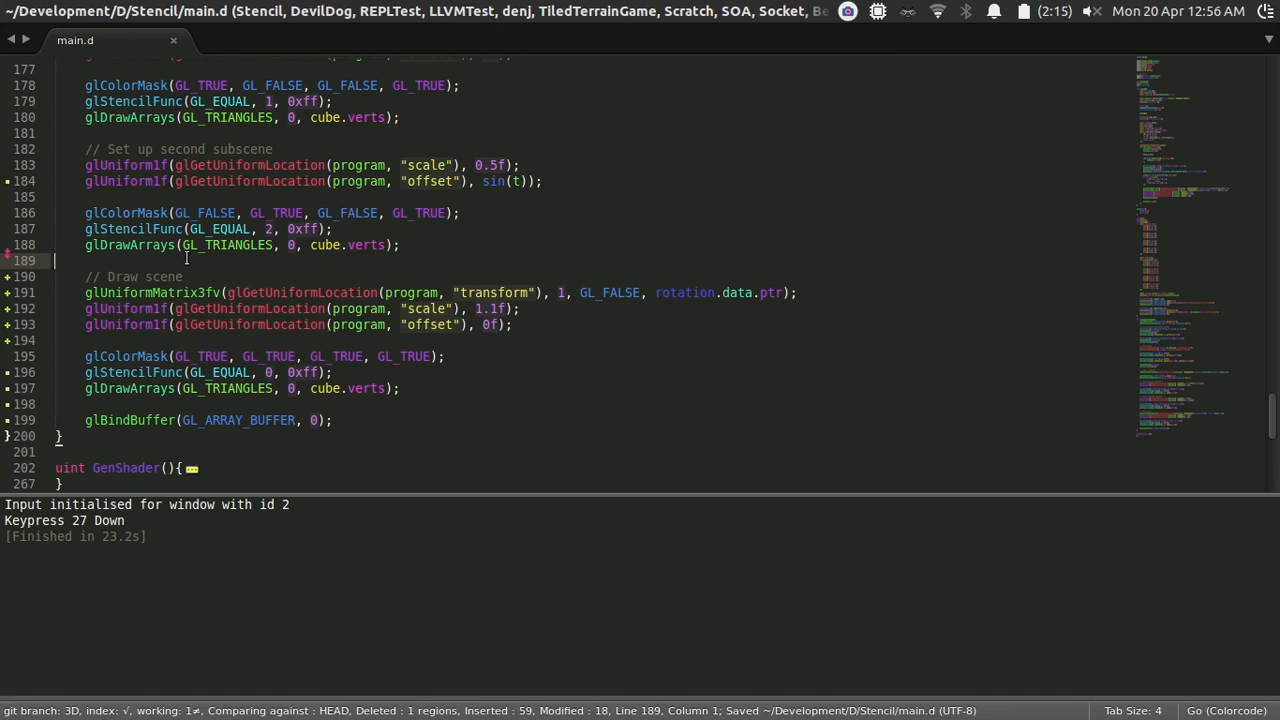 ~/Development/D/Stencil/main.d (Stencil, DevilDog, REPLTest, LLVMTest, denj, TiledTerrainGame, Scratch, SOA, Socket, Be (2:15) Mon 20 Apr 12:56 AM
main.d ×
177
178 glColorMask(GL_TRUE, GL_FALSE, GL_FALSE, GL_TRUE);
179 glStencilFunc(GL_EQUAL, 1, 0xff);
180 glDrawArrays(GL_TRIANGLES, 0, cube.verts);
181
182 // Set up second subscene
183 glUniform1f(glGetUniformLocation(program, "scale"), 0.5f);
184 glUniform1f(glGetUniformLocation(program, "offset"), sin(t));
185
186 glColorMask(GL_FALSE, GL_TRUE, GL_FALSE, GL_TRUE);
187 glStencilFunc(GL_EQUAL, 2, 0xff);
188 glDrawArrays(GL_TRIANGLES, 0, cube.verts);
189
190 // Draw scene
191 glUniformMatrix3fv(glGetUniformLocation(program, "transform"), 1, GL_FALSE, rotation.data.ptr);
192 glUniform1f(glGetUniformLocation(program, "scale"), 1.1f);
193 glUniform1f(glGetUniformLocation(program, "offset"), 0f);
194
195 glColorMask(GL_TRUE, GL_TRUE, GL_TRUE, GL_TRUE);
196 glStencilFunc(GL_EQUAL, 0, 0xff);
197 glDrawArrays(GL_TRIANGLES, 0, cube.verts);
198
199 glBindBuffer(GL_ARRAY_BUFFER, 0);
200 }
201
202 uint GenShader(){
267 }
Input initialised for window with id 2
Keypress 27 Down
[Finished in 23.2s]
git branch: 3D, index: √, working: 1≠, Comparing against : HEAD, Deleted : 1 regions, Inserted : 59, Modified : 18, Line 189, Column 1; Saved ~/Development/D/Stencil/main.d (UTF-8) Tab Size: 4 Go (Colorcode)